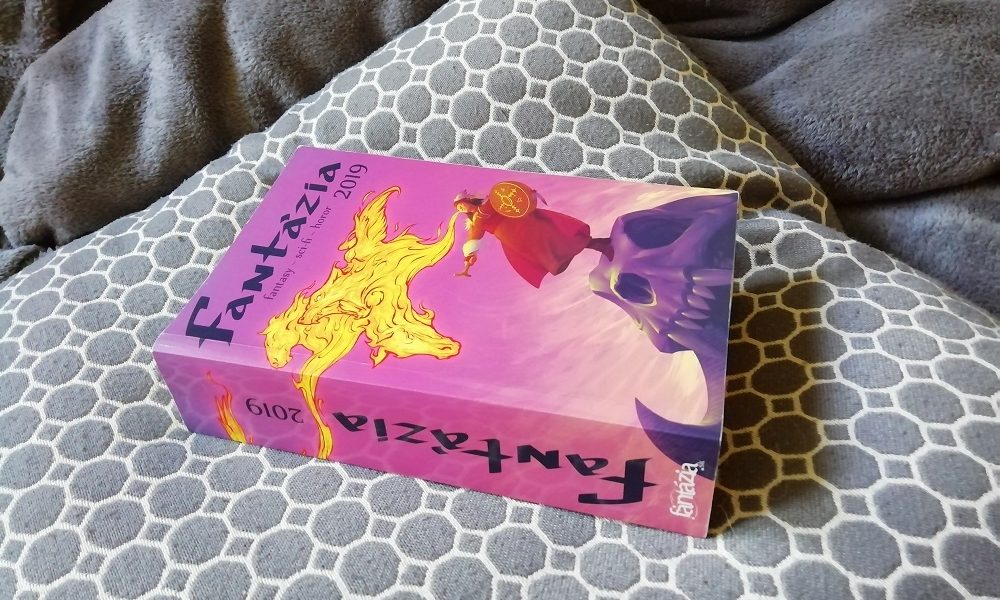 Fantázia
fantasy - sci-fi - horor 2019
2019
Fantázia
fantázia